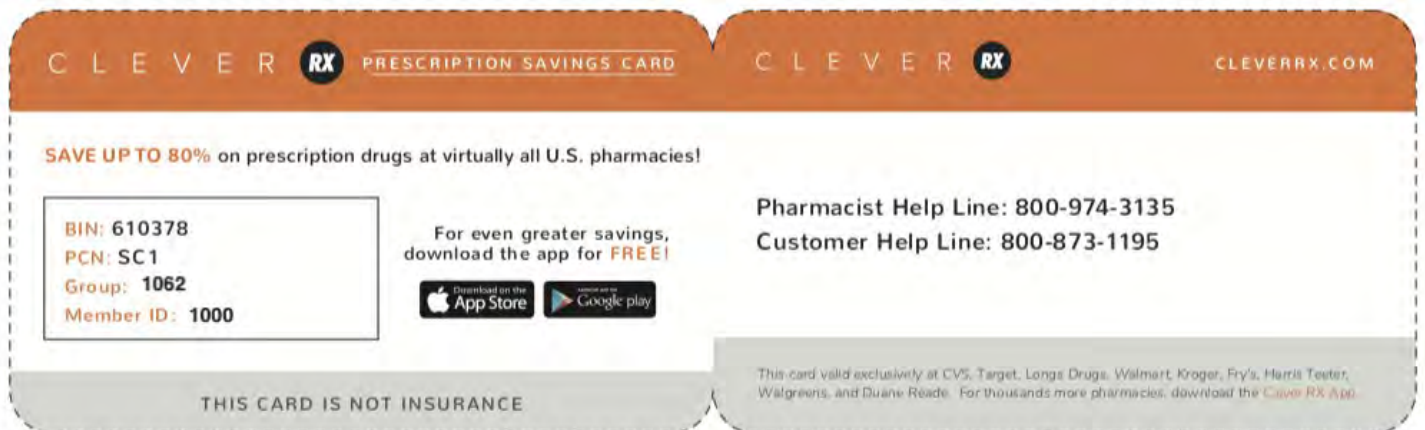 CLEVER RX PRESCRIPTION SAVINGS CARD
SAVE UP TO 80% on prescription drugs at virtually all U.S. pharmacies!
BIN: 610378
PCN: SC1
Group: 1062
Member ID: 1000
For even greater savings,
download the app for FREE!
Download on the
App Store
Google play
THIS CARD IS NOT INSURANCE
CLEVER RX CLEVERRX.COM
Pharmacist Help Line: 800-974-3135
Customer Help Line: 800-873-1195
This card valid exclusively at CVS, Target, Longs Drugs, Walmart, Kroger, Fry's, Harris Teeter,
Walgreens, and Duane Reade. For thousands more pharmacies, download the Clever RX App.